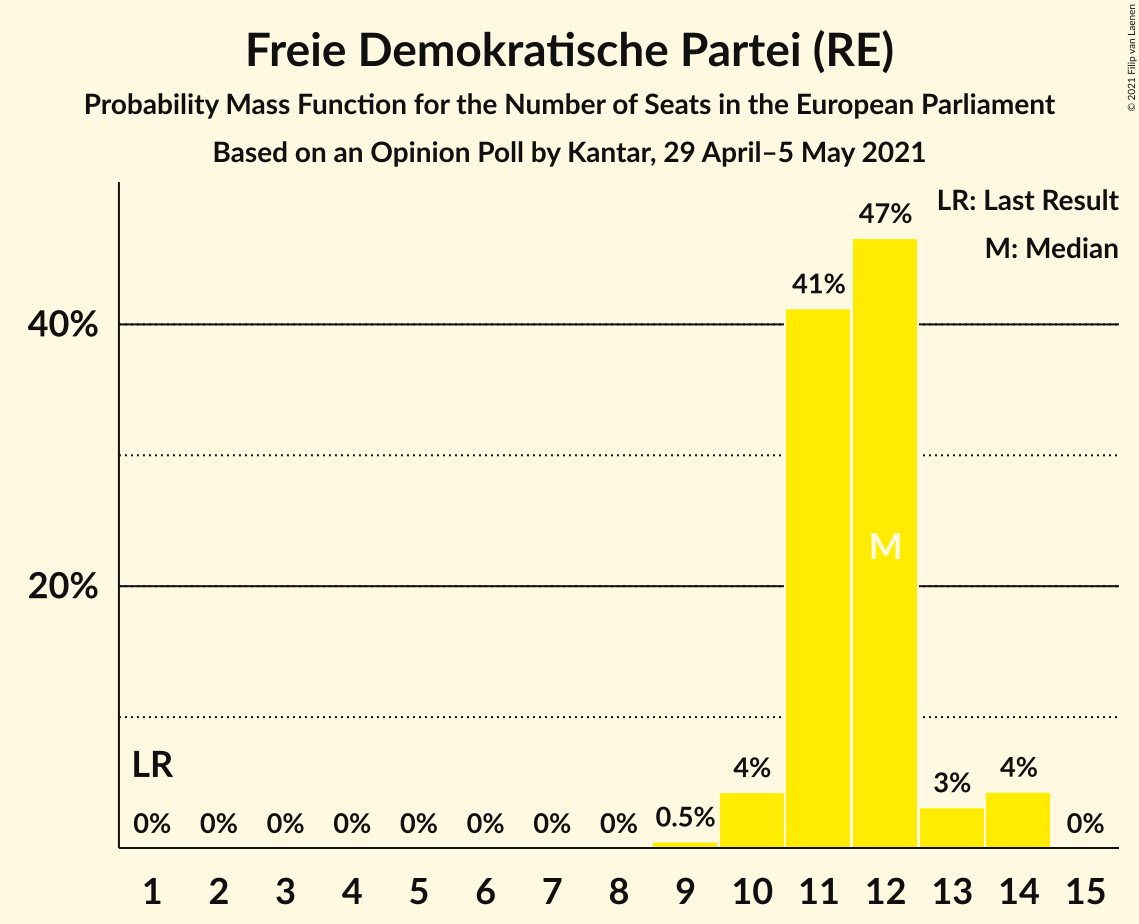 Freie Demokratische Partei (RE)
Probability Mass Function for the Number of Seats in the European Parliament
Based on an Opinion Poll by Kantar, 29 April–5 May 2021
© 2021 Filip van Laenen
LR: Last Result
M: Median
40%
20%
LR
0% 0% 0% 0% 0% 0% 0% 0% 0.5% 4% 41% 47% 3% 4% 0%
M
1 2 3 4 5 6 7 8 9 10 11 12 13 14 15